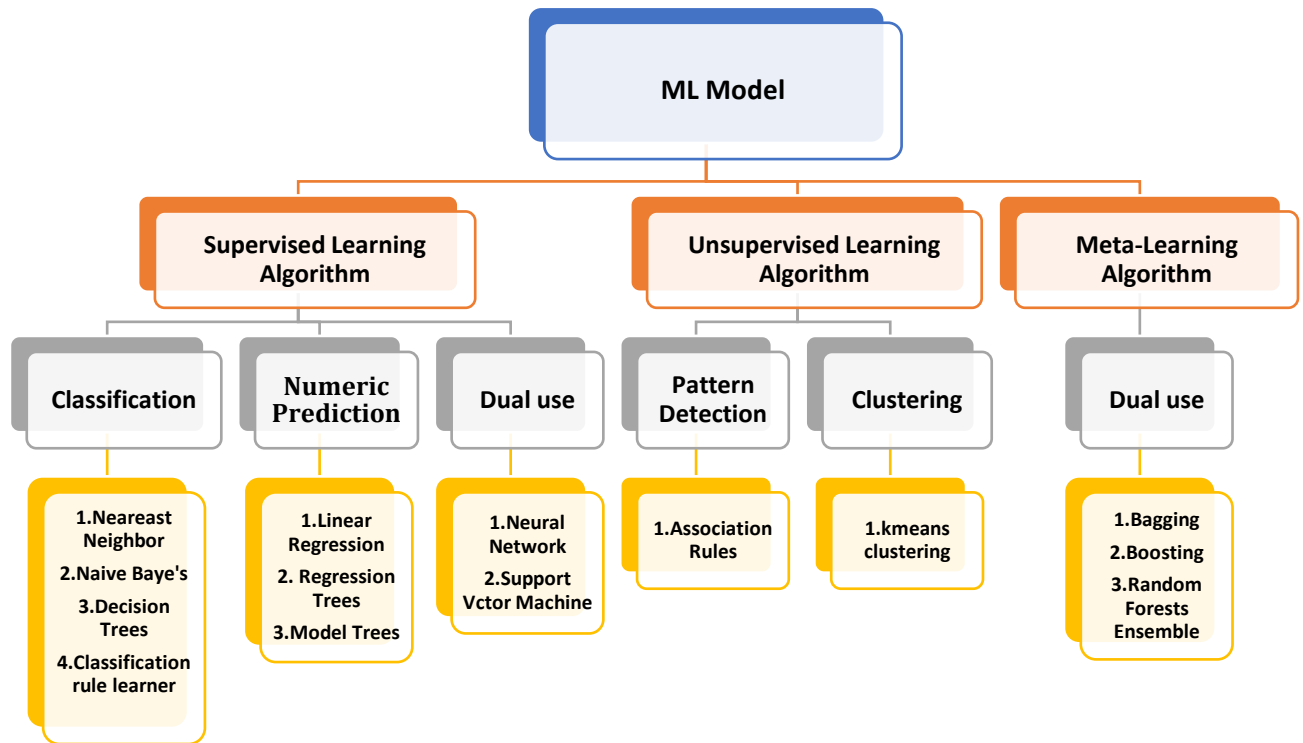 ML Model
Supervised Learning
Algorithm
Unsupervised Learning
Algorithm
Meta-Learning
Algorithm
Classification
Numeric
Prediction
Dual use
Pattern
Detection
Clustering
Dual use
1.Neareast
Neighbor
2.Naive Baye's
3.Decision
Trees
4.Classification
rule learner
1.Linear
Regression
2. Regression
Trees
3.Model Trees
1.Neural
Network
2.Support
Vctor Machine
1.Association
Rules
1.kmeans
clustering
1.Bagging
2.Boosting
3.Random
Forests
Ensemble